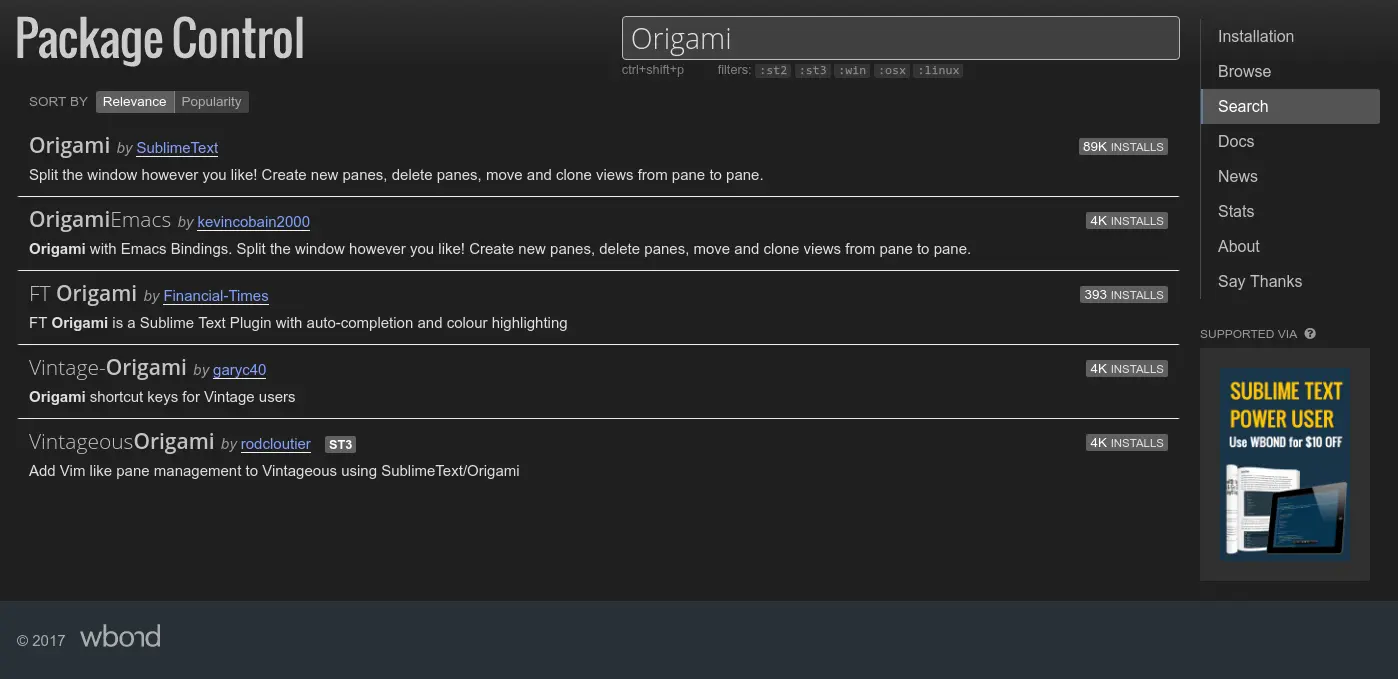 Package Control
Origami
ctrl+shift+p filters: :st2 :st3 :win :osx :linux
SORT BY Relevance Popularity
Origami by SublimeText 89K INSTALLS
Split the window however you like! Create new panes, delete panes, move and clone views from pane to pane.
OrigamiEmacs by kevincobain2000 4K INSTALLS
Origami with Emacs Bindings. Split the window however you like! Create new panes, delete panes, move and clone views from pane to pane.
FT Origami by Financial-Times 393 INSTALLS
FT Origami is a Sublime Text Plugin with auto-completion and colour highlighting
Vintage-Origami by garyc40 4K INSTALLS
Origami shortcut keys for Vintage users
VintageousOrigami by rodcloutier ST3 4K INSTALLS
Add Vim like pane management to Vintageous using SublimeText/Origami
Installation
Browse
Search
Docs
News
Stats
About
Say Thanks
SUPPORTED VIA ?
SUBLIME TEXT
POWER USER
Use WBOND for $10 OFF
© 2017 wbond